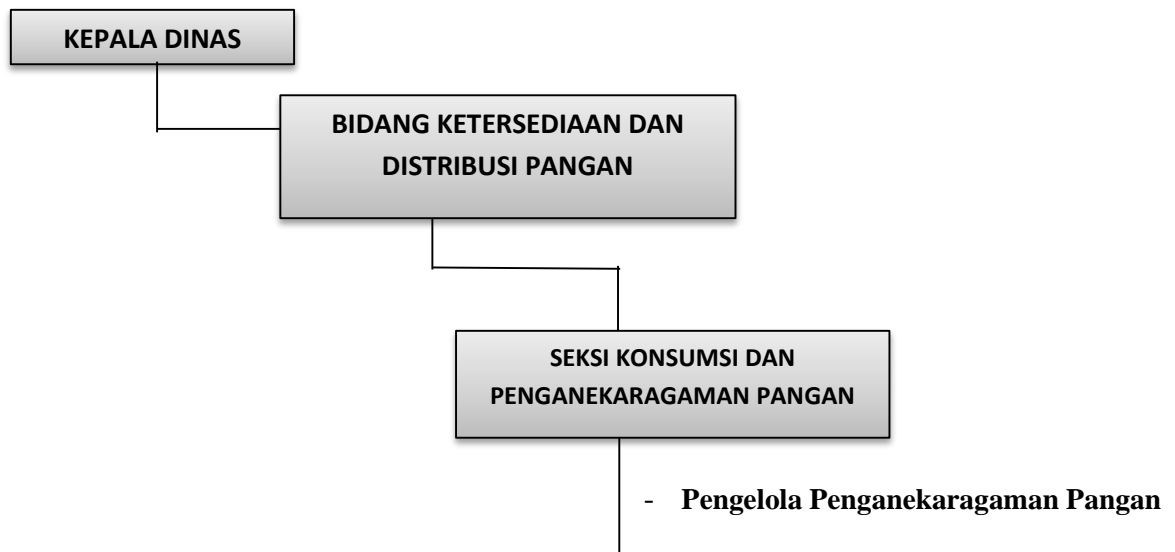 KEPALA DINAS
BIDANG KETERSEDIAAN DAN
DISTRIBUSI PANGAN
SEKSI KONSUMSI DAN
PENGANEKARAGAMAN PANGAN
- Pengelola Penganekaragaman Pangan